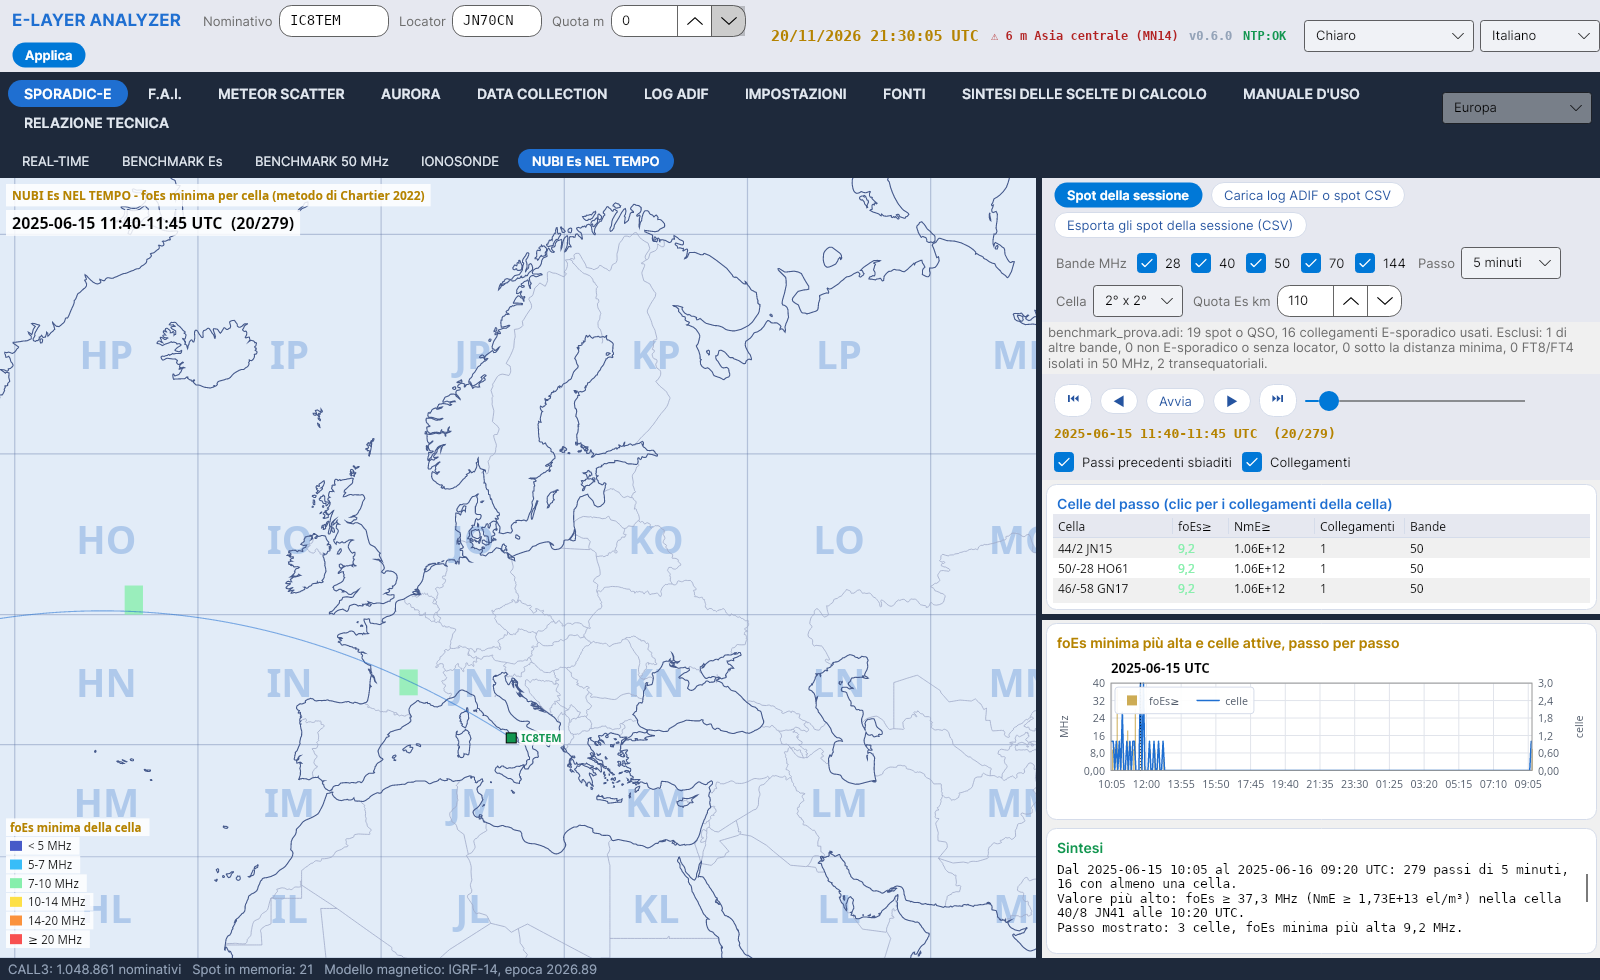 E-LAYER ANALYZER
Nominativo IC8TEM Locator JN70CN Quota m 0
20/11/2026 21:30:05 UTC ⚠ 6 m Asia centrale (MN14) v0.6.0 NTP:OK Chiaro Italiano
Applica
SPORADIC-E F.A.I. METEOR SCATTER AURORA DATA COLLECTION LOG ADIF IMPOSTAZIONI FONTI SINTESI DELLE SCELTE DI CALCOLO MANUALE D'USO
RELAZIONE TECNICA
Europa
REAL-TIME BENCHMARK Es BENCHMARK 50 MHz IONOSONDE NUBI Es NEL TEMPO
NUBI Es NEL TEMPO - foEs minima per cella (metodo di Chartier 2022)
2025-06-15 11:40-11:45 UTC (20/279)
HP IP JP KP LP
HO IO JO KO LO MO
HN IN JN KN LN
IC8TEM
HM IM JM KM LM
HL IL JL KL
foEs minima della cella
< 5 MHz
5-7 MHz
7-10 MHz
10-14 MHz
14-20 MHz
≥ 20 MHz
Spot della sessione Carica log ADIF o spot CSV
Esporta gli spot della sessione (CSV)
Bande MHz 28 40 50 70 144 Passo 5 minuti
Cella 2° x 2° Quota Es km 110
benchmark_prova.adi: 19 spot o QSO, 16 collegamenti E-sporadico usati. Esclusi: 1 di
altre bande, 0 non E-sporadico o senza locator, 0 sotto la distanza minima, 0 FT8/FT4
isolati in 50 MHz, 2 transequatoriali.
⏮ ◀ Avvia ▶ ⏭
2025-06-15 11:40-11:45 UTC (20/279)
Passi precedenti sbiaditi Collegamenti
Celle del passo (clic per i collegamenti della cella)
Cella foEs≥ NmE≥ Collegamenti Bande
44/2 JN15 9,2 1.06E+12 1 50
50/-28 HO61 9,2 1.06E+12 1 50
46/-58 GN17 9,2 1.06E+12 1 50
foEs minima più alta e celle attive, passo per passo
2025-06-15 UTC
foEs≥ celle
MHz
40
32
24
16
8,0
0,00
3,0
2,4
1,8
1,2
0,60
0,00
celle
10:05 12:00 13:55 15:50 17:45 19:40 21:35 23:30 01:25 03:20 05:15 07:10 09:05
Sintesi
Dal 2025-06-15 10:05 al 2025-06-16 09:20 UTC: 279 passi di 5 minuti,
16 con almeno una cella.
Valore più alto: foEs ≥ 37,3 MHz (NmE ≥ 1,73E+13 el/m³) nella cella
40/8 JN41 alle 10:20 UTC.
Passo mostrato: 3 celle, foEs minima più alta 9,2 MHz.
CALL3: 1.048.861 nominativi Spot in memoria: 21 Modello magnetico: IGRF-14, epoca 2026.89